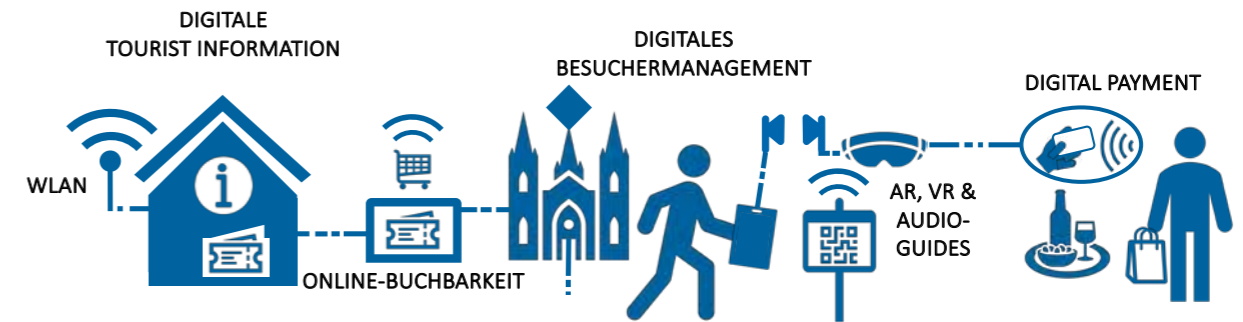 DIGITALE
TOURIST INFORMATION
WLAN
ONLINE-BUCHBARKEIT
DIGITALES
BESUCHERMANAGEMENT
AR, VR &
AUDIO-
GUIDES
DIGITAL PAYMENT